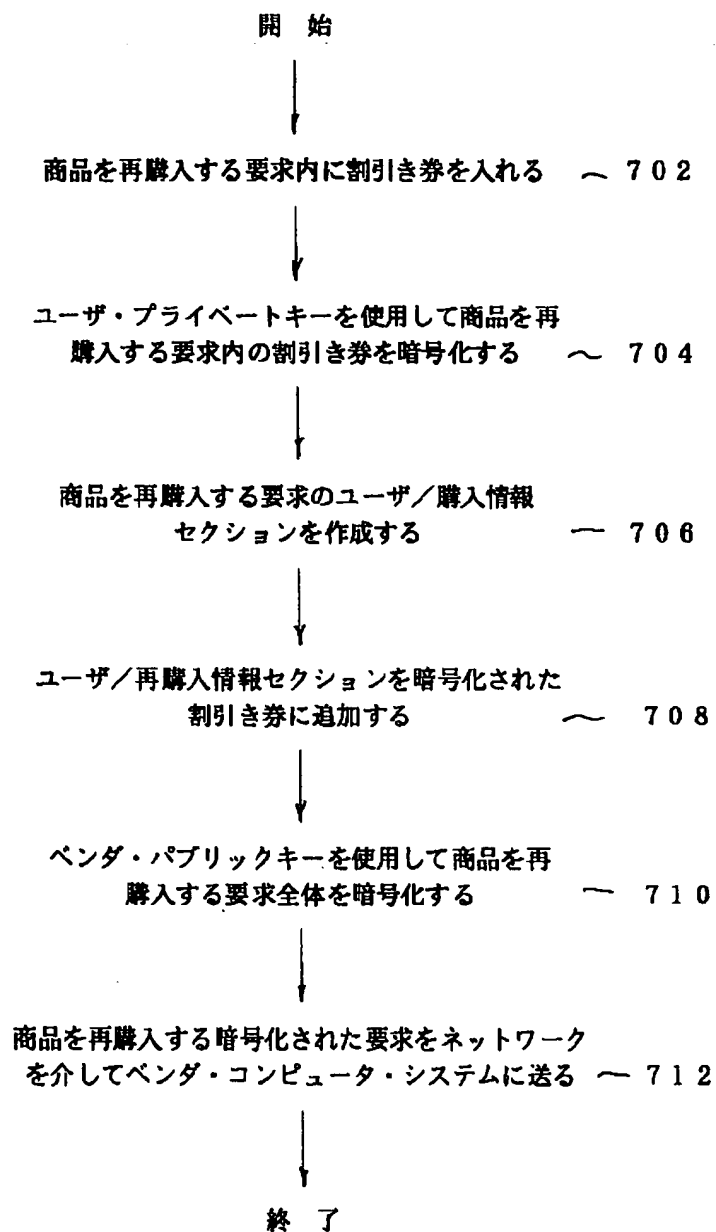 開 始
商品を再購入する要求内に割引き券を入れる ～ 702
ユーザ・プライベートキーを使用して商品を再
購入する要求内の割引き券を暗号化する ～ 704
商品を再購入する要求のユーザ／購入情報
セクションを作成する ～ 706
ユーザ／再購入情報セクションを暗号化された
割引き券に追加する ～ 708
ベンダ・パブリックキーを使用して商品を再
購入する要求全体を暗号化する ～ 710
商品を再購入する暗号化された要求をネットワーク
を介してベンダ・コンピュータ・システムに送る ～ 712
終 了